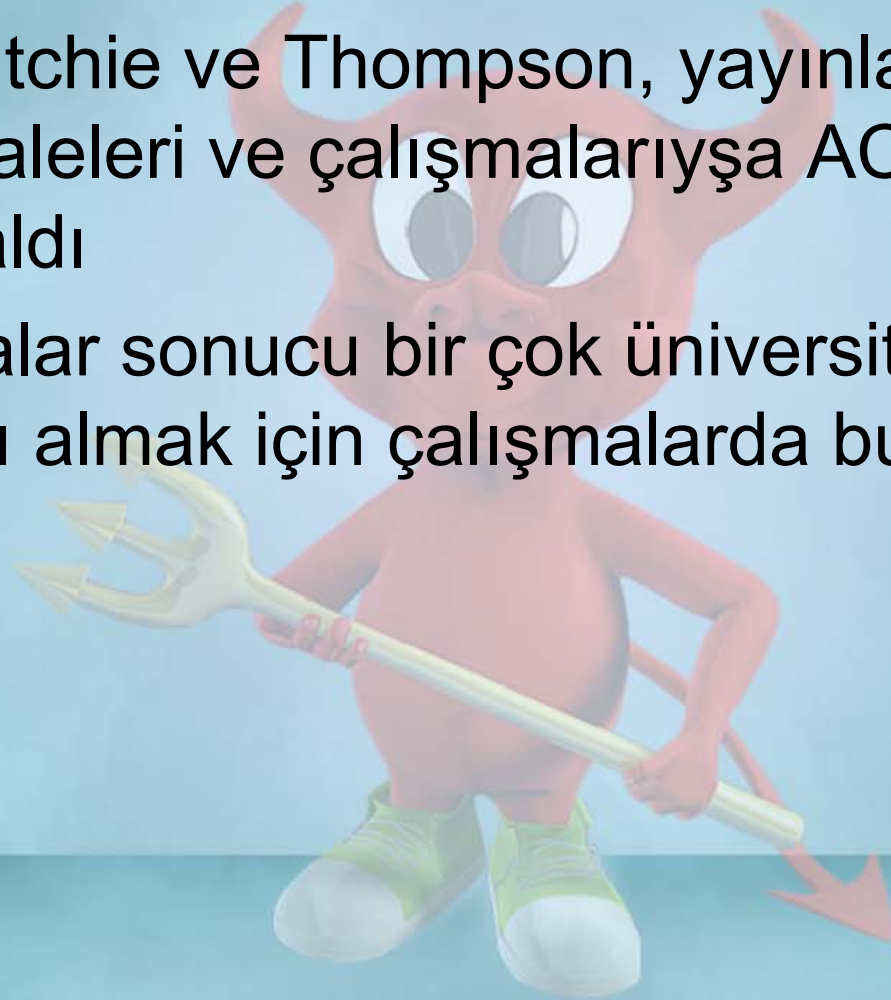 tchie ve Thompson, yayınla
aleleri ve çalışmalarıyşa AC
aldı
alar sonucu bir çok üniversit
ı almak için çalışmalarda bu